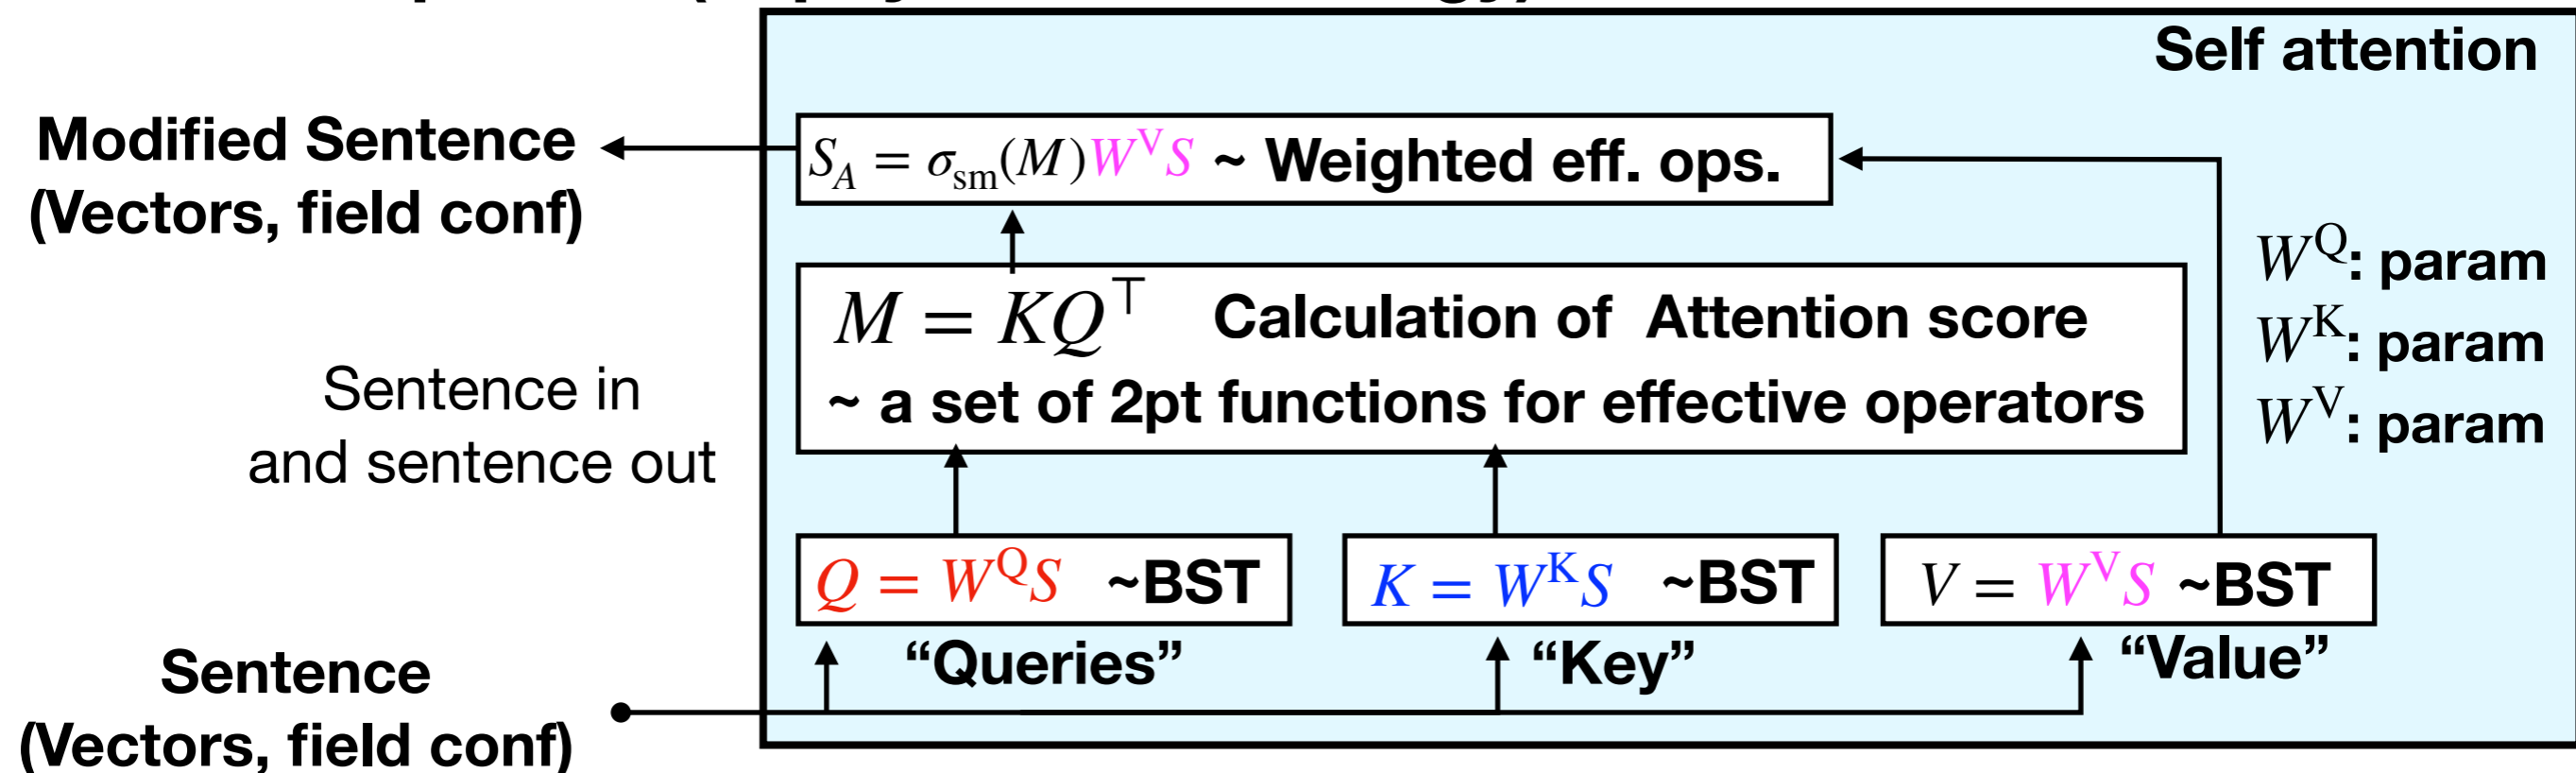 Self attention
Modified Sentence
(Vectors, field conf)
S_A = σ_sm(M)W^V S ~ Weighted eff. ops.
M = KQ^⊤ Calculation of Attention score
~ a set of 2pt functions for effective operators
W^Q: param
W^K: param
W^V: param
Sentence in
and sentence out
Q = W^Q S ~BST
K = W^K S ~BST
V = W^V S ~BST
“Queries”
“Key”
“Value”
Sentence
(Vectors, field conf)